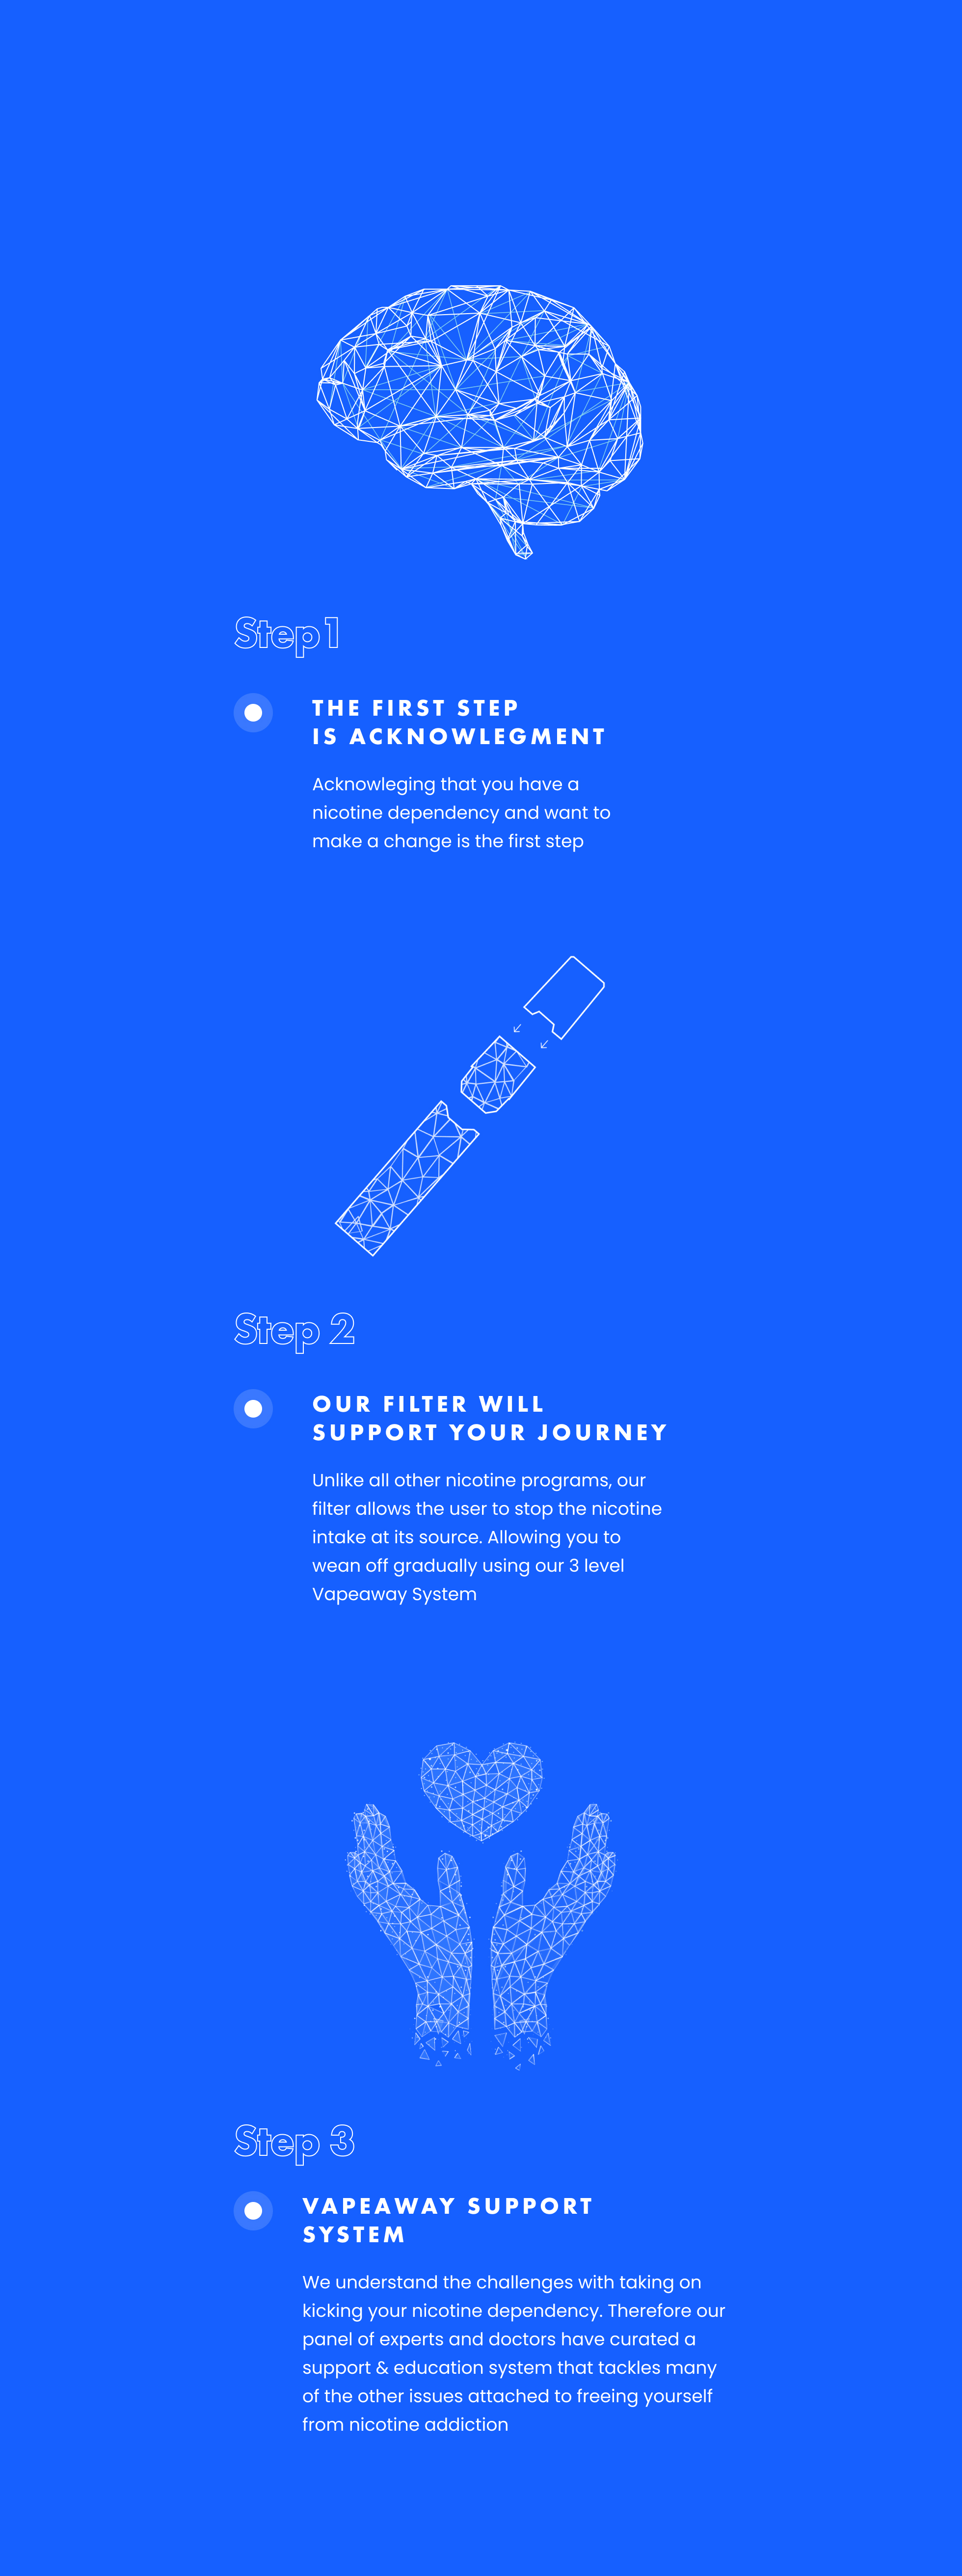 Step 1
THE FIRST STEP
IS ACKNOWLEGMENT
Acknowleging that you have a
nicotine dependency and want to
make a change is the first step
Step 2
OUR FILTER WILL
SUPPORT YOUR JOURNEY
Unlike all other nicotine programs, our
filter allows the user to stop the nicotine
intake at its source. Allowing you to
wean off gradually using our 3 level
Vapeaway System
Step 3
VAPEAWAY SUPPORT
SYSTEM
We understand the challenges with taking on
kicking your nicotine dependency. Therefore our
panel of experts and doctors have curated a
support & education system that tackles many
of the other issues attached to freeing yourself
from nicotine addiction